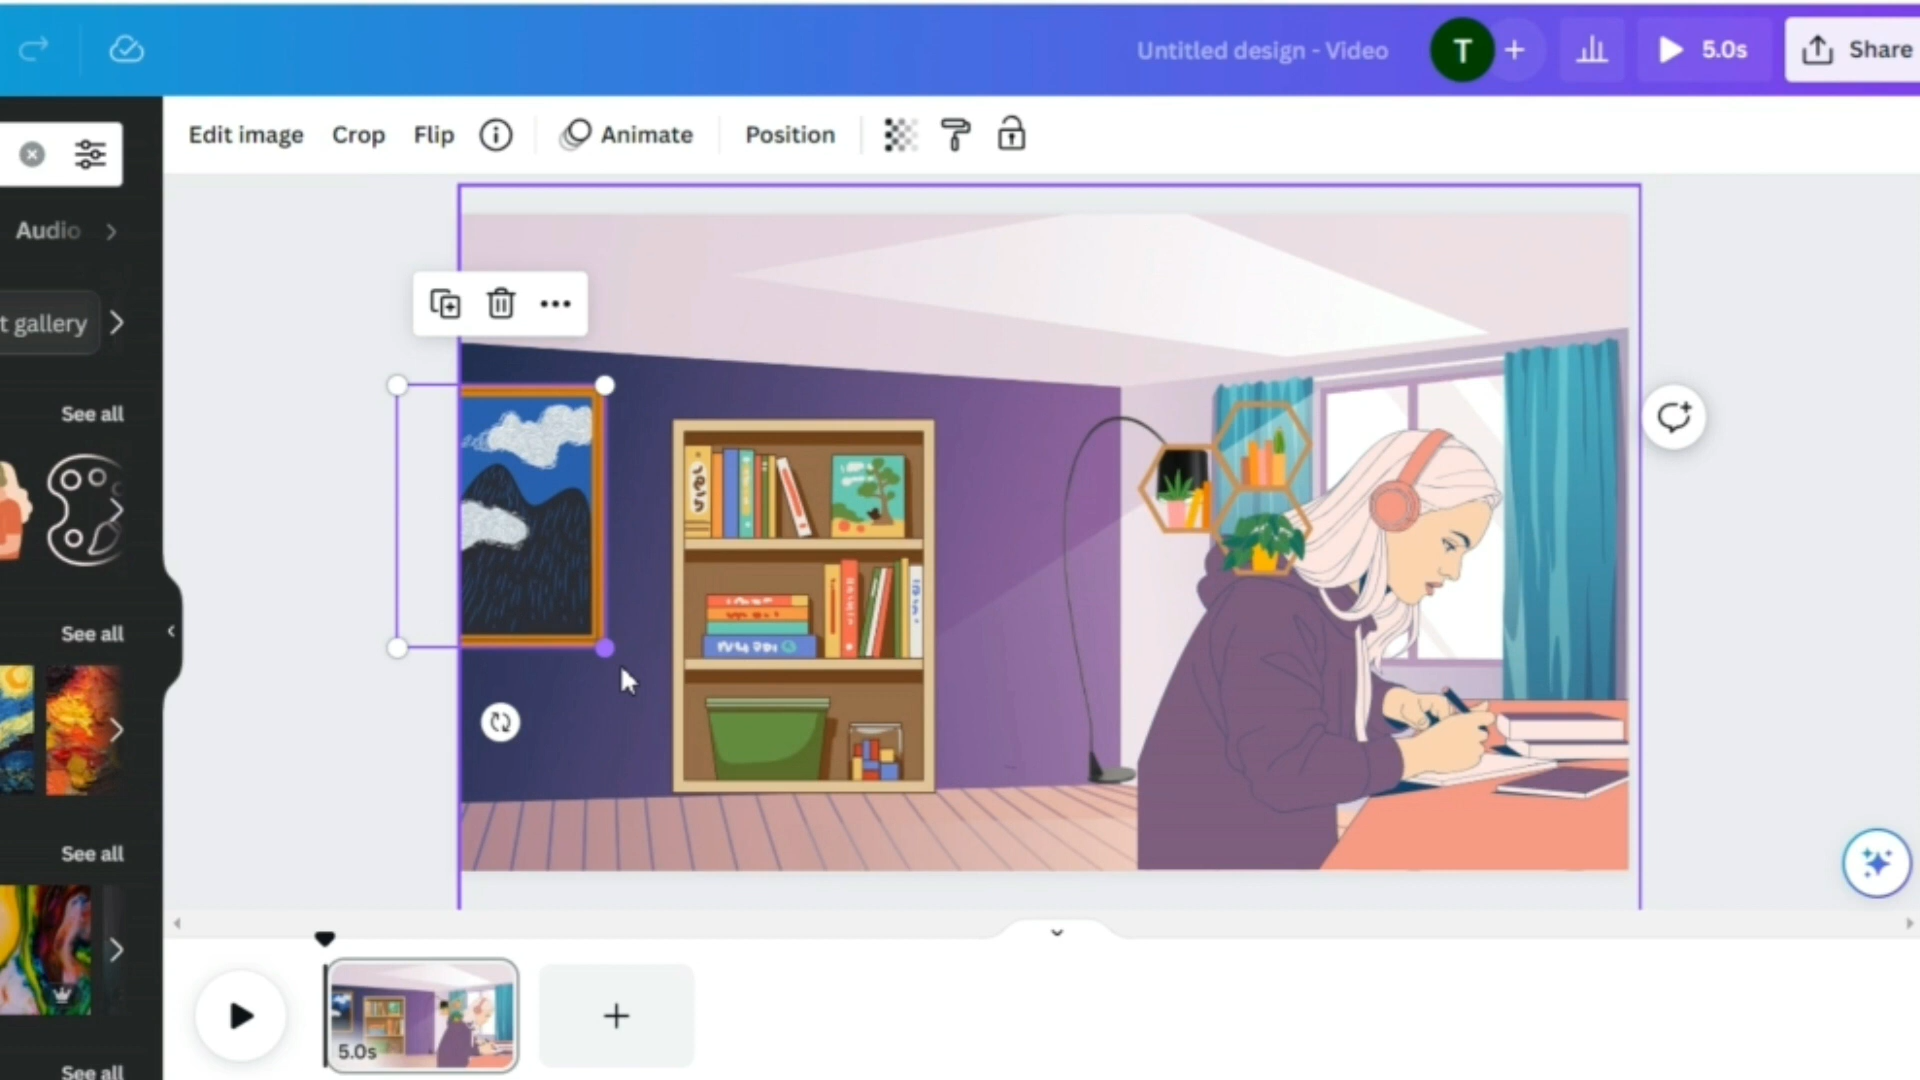 Untitled design - Video
T
5.0s
Share
Edit image
Crop
Flip
Animate
Position
Audio
t gallery
See all
See all
See all
See all
5.0s